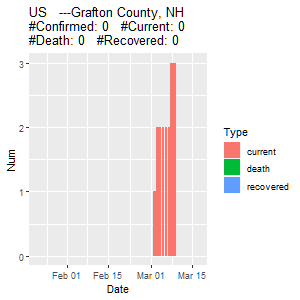 US   ---Grafton County, NH
#Confirmed: 0   #Current: 0
#Death: 0   #Recovered: 0
Num
3
2
1
0
Feb 01
Feb 15
Mar 01
Mar 15
Date
Type
current
death
recovered